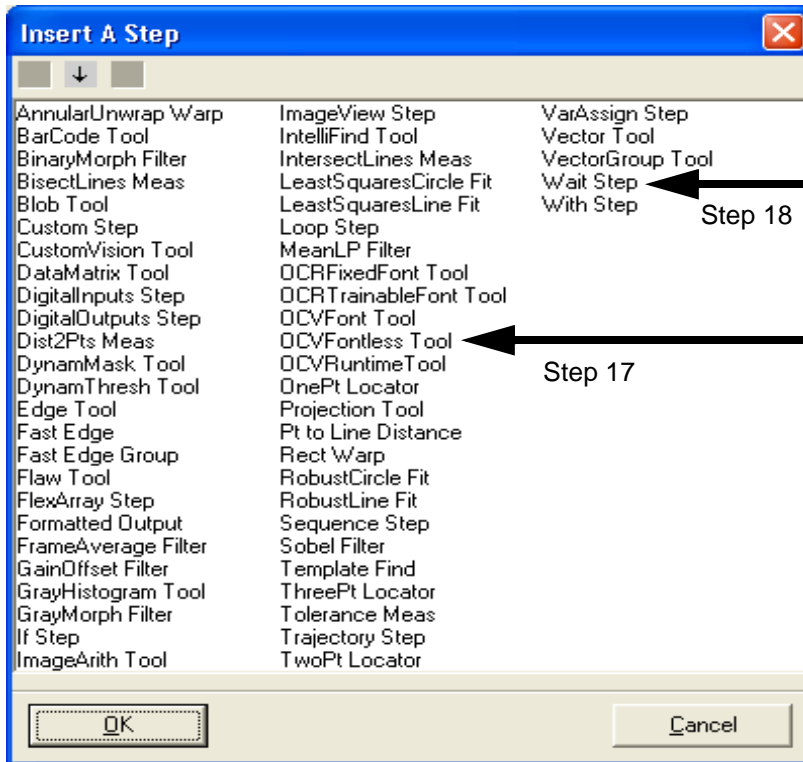 Insert A Step
AnnularUnwrap Warp
BarCode Tool
BinaryMorph Filter
BisectLines Meas
Blob Tool
Custom Step
CustomVision Tool
DataMatrix Tool
DigitalInputs Step
DigitalOutputs Step
Dist2Pts Meas
DynamMask Tool
DynamThresh Tool
Edge Tool
Fast Edge
Fast Edge Group
Flaw Tool
FlexArray Step
Formatted Output
FrameAverage Filter
GainOffset Filter
GrayHistogram Tool
GrayMorph Filter
If Step
ImageArith Tool
ImageView Step
IntelliFind Tool
IntersectLines Meas
LeastSquaresCircle Fit
LeastSquaresLine Fit
Loop Step
MeanLP Filter
OCRFixedFont Tool
OCRTrainableFont Tool
OCVFont Tool
OCVFontless Tool
OCVRuntimeTool
OnePt Locator
Projection Tool
Pt to Line Distance
Rect Warp
RobustCircle Fit
RobustLine Fit
Sequence Step
Sobel Filter
Template Find
ThreePt Locator
Tolerance Meas
Trajectory Step
TwoPt Locator
VarAssign Step
Vector Tool
VectorGroup Tool
Wait Step
With Step
Step 18
Step 17
OK
Cancel